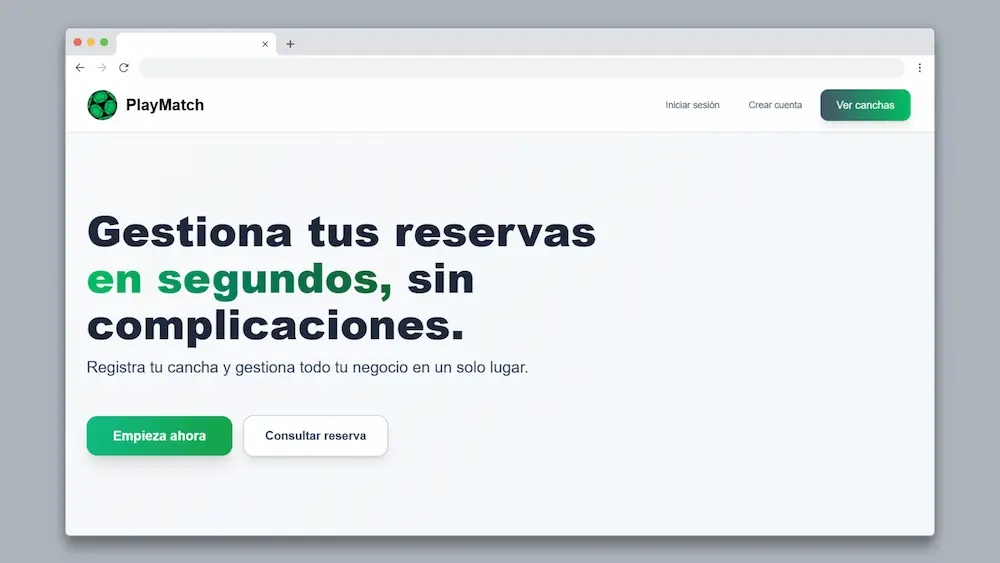 PlayMatch
Iniciar sesión
Crear cuenta
Ver canchas
Gestiona tus reservas
en segundos, sin
complicaciones.
Registra tu cancha y gestiona todo tu negocio en un solo lugar.
Empieza ahora
Consultar reserva